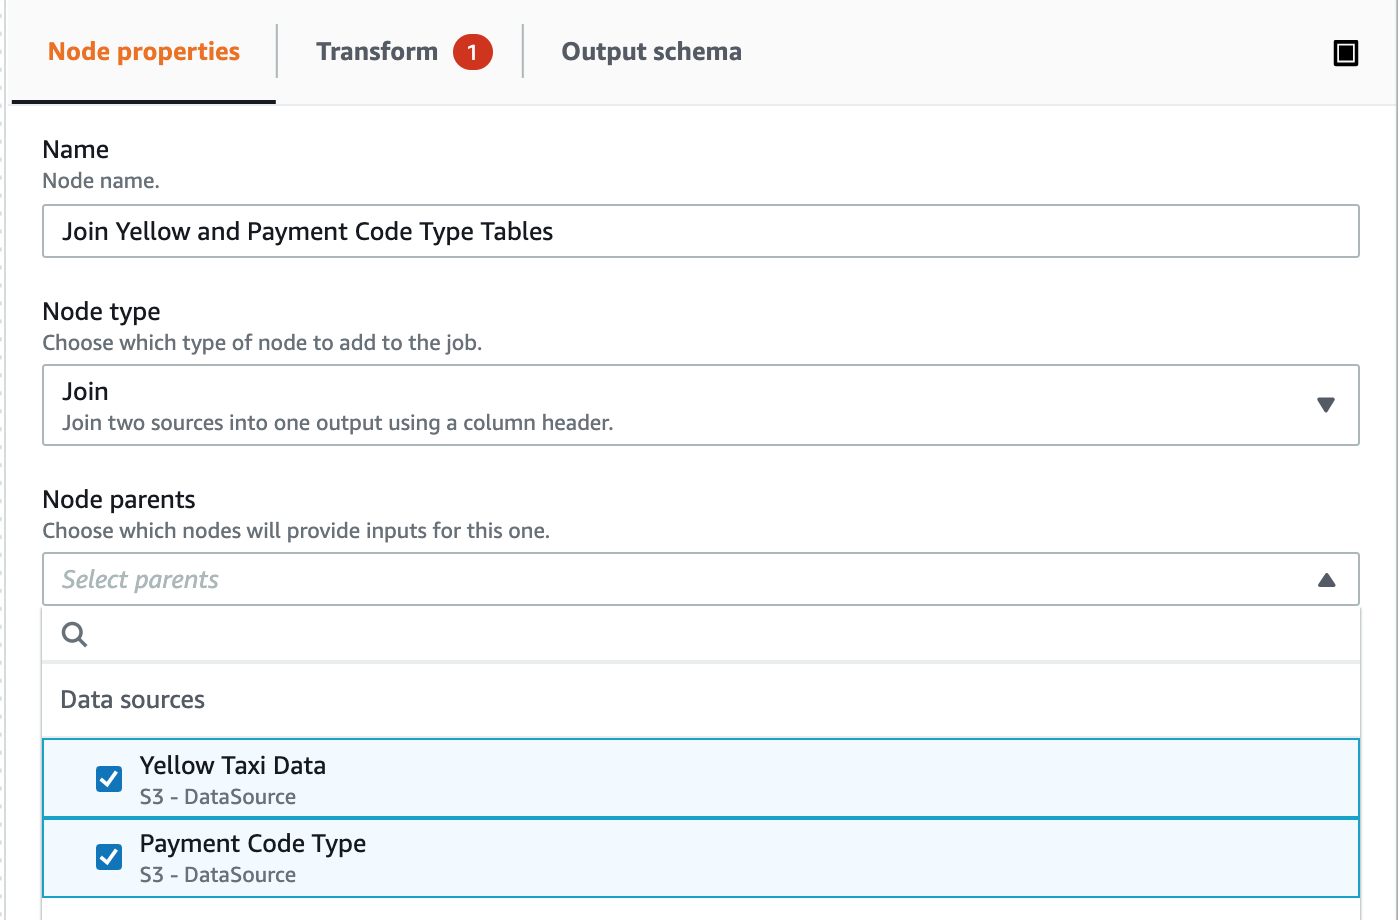 Node properties
Transform 1
Output schema
Name
Node name.
Join Yellow and Payment Code Type Tables
Node type
Choose which type of node to add to the job.
Join
Join two sources into one output using a column header.
Node parents
Choose which nodes will provide inputs for this one.
Select parents
Data sources
Yellow Taxi Data
S3 - DataSource
Payment Code Type
S3 - DataSource